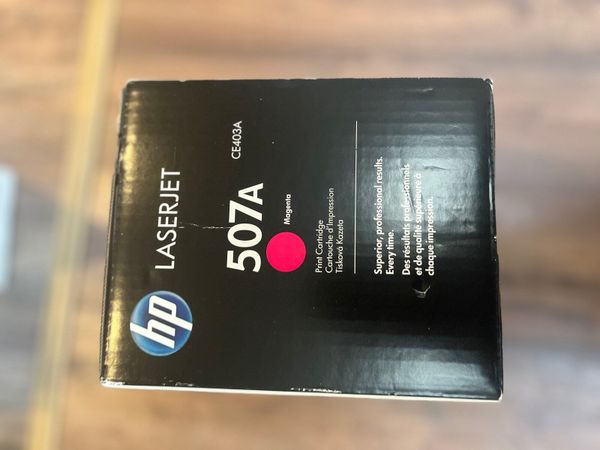 hp
LASERJET
507A
CE403A
Magenta
Print Cartridge
Cartouche d'Impression
Tisková Kazeta
Superior, professional results.
Every time.
Des résultats professionnels
et de qualité supérieure à
chaque impression.